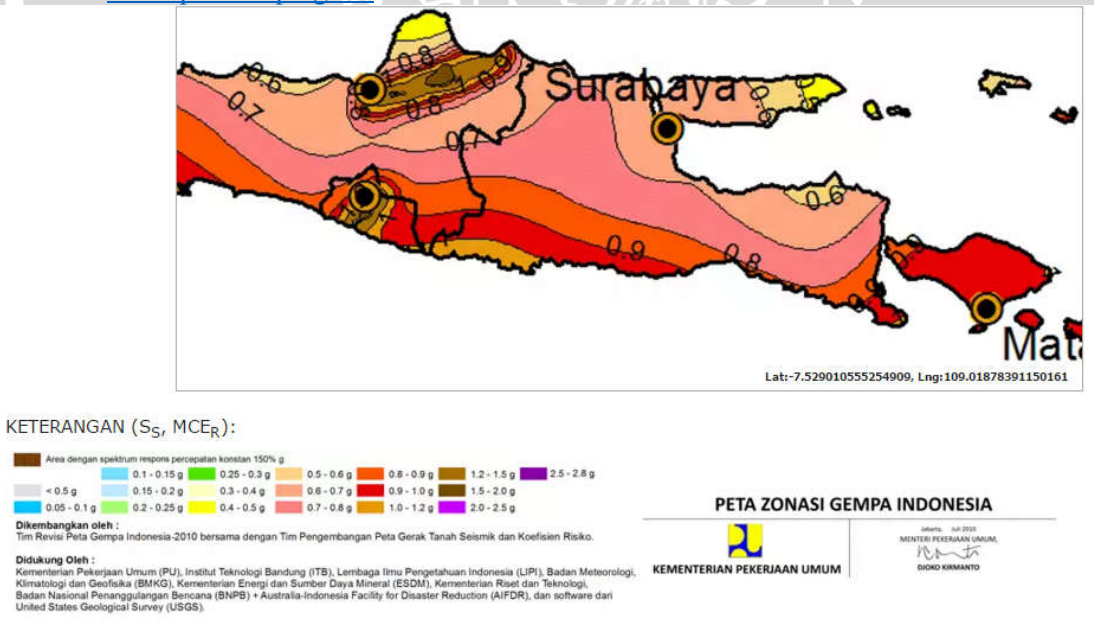 0.8
0.6
0.7
0.8
Surabaya
0.7
0.6
0.9
0.8
Mat
Lat:-7.529010555254909, Lng:109.01878391150161
KETERANGAN (SS, MCER):
Area dengan spektrum respons percepatan konstan 150% g
0.1 - 0.15 g 0.25 - 0.3 g 0.5 - 0.6 g 0.8 - 0.9 g 1.2 - 1.5 g 2.5 - 2.8 g
< 0.5 g 0.15 - 0.2 g 0.3 - 0.4 g 0.6 - 0.7 g 0.9 - 1.0 g 1.5 - 2.0 g
0.05 - 0.1 g 0.2 - 0.25 g 0.4 - 0.5 g 0.7 - 0.8 g 1.0 - 1.2 g 2.0 - 2.5 g
Dikembangkan oleh :
Tim Revisi Peta Gempa Indonesia-2010 bersama dengan Tim Pengembangan Peta Gerak Tanah Seismik dan Koefisien Risiko.
Didukung Oleh :
Kementerian Pekerjaan Umum (PU), Institut Teknologi Bandung (ITB), Lembaga Ilmu Pengetahuan Indonesia (LIPI), Badan Meteorologi,
Klimatologi dan Geofisika (BMKG), Kementerian Energi dan Sumber Daya Mineral (ESDM), Kementerian Riset dan Teknologi,
Badan Nasional Penanggulangan Bencana (BNPB) + Australia-Indonesia Facility for Disaster Reduction (AIFDR), dan software dari
United States Geological Survey (USGS).
PETA ZONASI GEMPA INDONESIA
KEMENTERIAN PEKERJAAN UMUM
Jakarta, Juli 2010
MENTERI PEKERJAAN UMUM,
DJOKO KIRMANTO